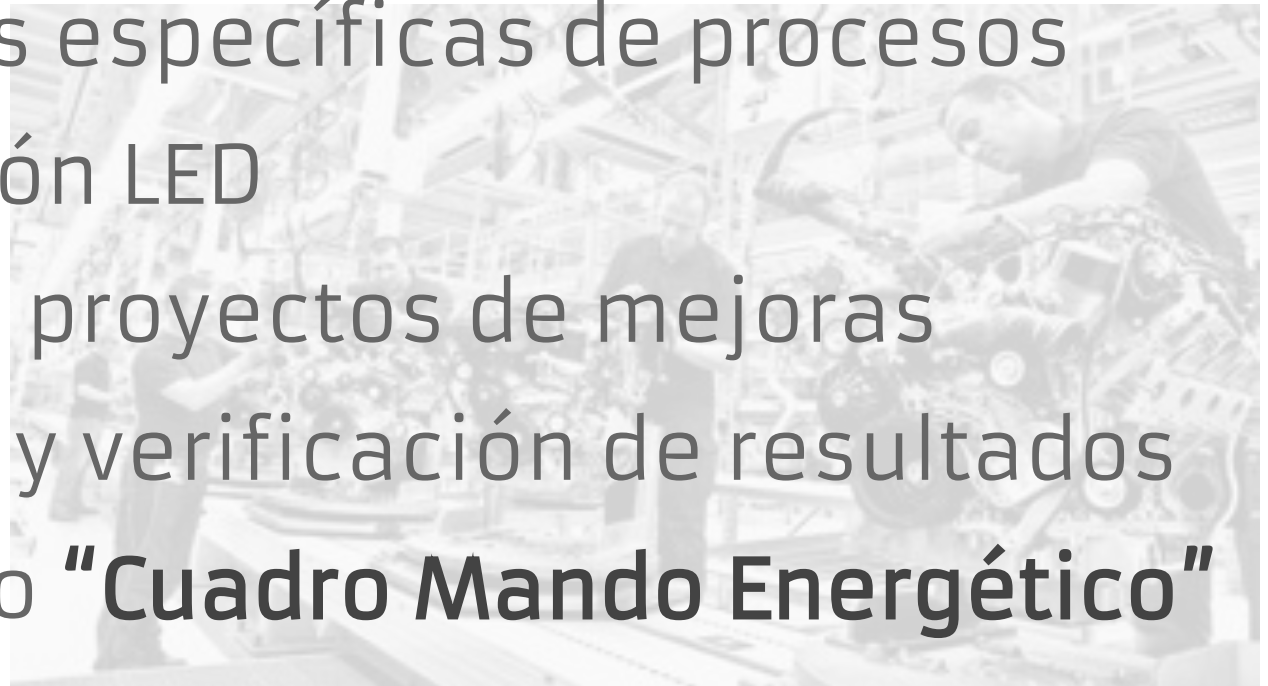 s específicas de procesos
ón LED
proyectos de mejoras
y verificación de resultados
o “Cuadro Mando Energético”